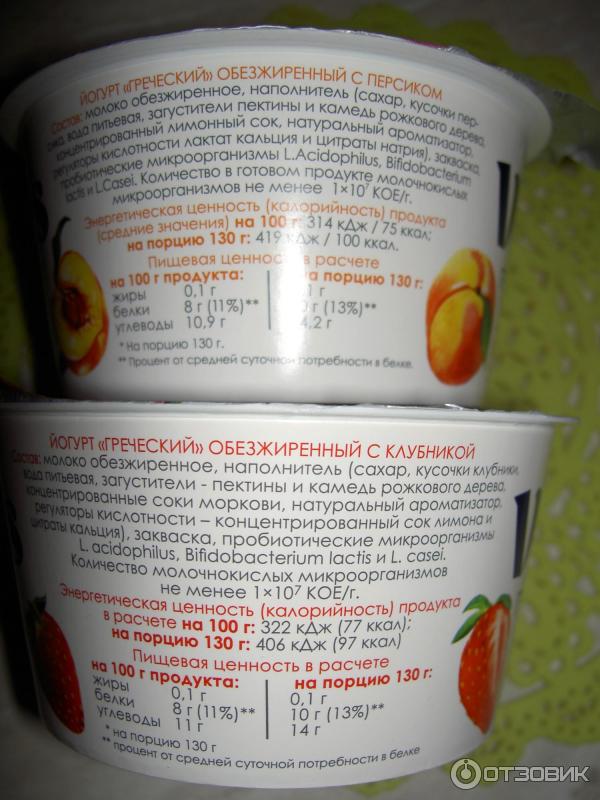 ЙОГУРТ «ГРЕЧЕСКИЙ» ОБЕЗЖИРЕННЫЙ С ПЕРСИКОМ
Состав: молоко обезжиренное, наполнитель (сахар, кусочки пер-
сика, вода питьевая, загустители пектины и камедь рожкового дерева,
концентрированный лимонный сок, натуральный ароматизатор,
регуляторы кислотности лактат кальция и цитраты натрия), закваска,
пробиотические микроорганизмы L.Acidophilus, Bifidobacterium
lactis и L.Casei. Количество в готовом продукте молочнокислых
микроорганизмов не менее 1×10⁷ КОЕ/г.
Энергетическая ценность (калорийность) продукта
(средние значения) на 100 г: 314 кДж / 75 ккал;
на порцию 130 г: 419 кДж / 100 ккал.
Пищевая ценность в расчете
на 100 г продукта: на порцию 130 г:
жиры 0,1 г
белки 8 г (11%)** г (13%)**
углеводы 10,9 г
* На порцию 130 г.
** Процент от средней суточной потребности в белке.
ЙОГУРТ «ГРЕЧЕСКИЙ» ОБЕЗЖИРЕННЫЙ С КЛУБНИКОЙ
Состав: молоко обезжиренное, наполнитель (сахар, кусочки клубники,
вода питьевая, загустители - пектины и камедь рожкового дерева,
концентрированные соки моркови, натуральный ароматизатор,
регуляторы кислотности – концентрированный сок лимона и
цитраты кальция), закваска, пробиотические микроорганизмы
L. acidophilus, Bifidobacterium lactis и L. casei.
Количество молочнокислых микроорганизмов
не менее 1×10⁷ КОЕ/г.
Энергетическая ценность (калорийность) продукта
в расчете на 100 г: 322 кДж (77 ккал);
на порцию 130 г: 406 кДж (97 ккал)
Пищевая ценность в расчете
на 100 г продукта: на порцию 130 г:
жиры 0,1 г 0,1 г
белки 8 г (11%)** 10 г (13%)**
углеводы 11 г 14 г
* на порцию 130 г
** процент от средней суточной потребности в белке
ОТЗОВИК